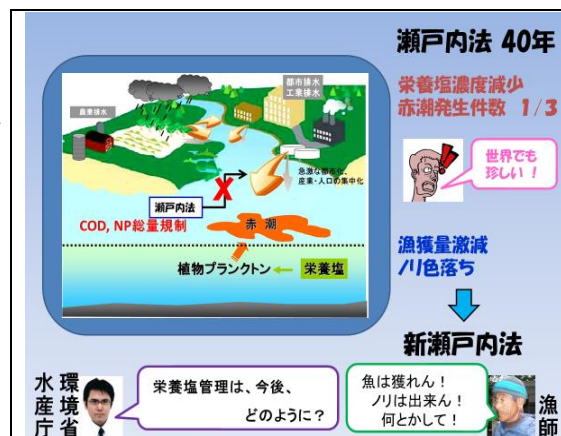 瀬戸内法 40年
栄養塩濃度減少
赤潮発生件数 1/3
世界でも
珍しい!
都市排水
工業排水
農業排水
急激な都市化、
産業・人口の集中化
瀬戸内法
COD, NP総量規制
赤潮
植物プランクトン
栄養塩
漁獲量激減
ノリ色落ち
新瀬戸内法
環境省
水産庁
栄養塩管理は、今後、
どのように?
魚は獲れん!
ノリは出来ん!
何とかして!
漁師